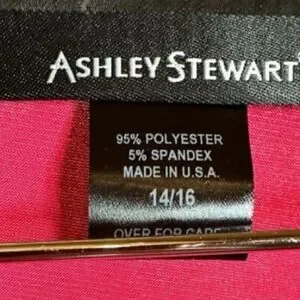 ASHLEY STEWART
95% POLYESTER
5% SPANDEX
MADE IN U.S.A.
14/16
OVER FOR CARE